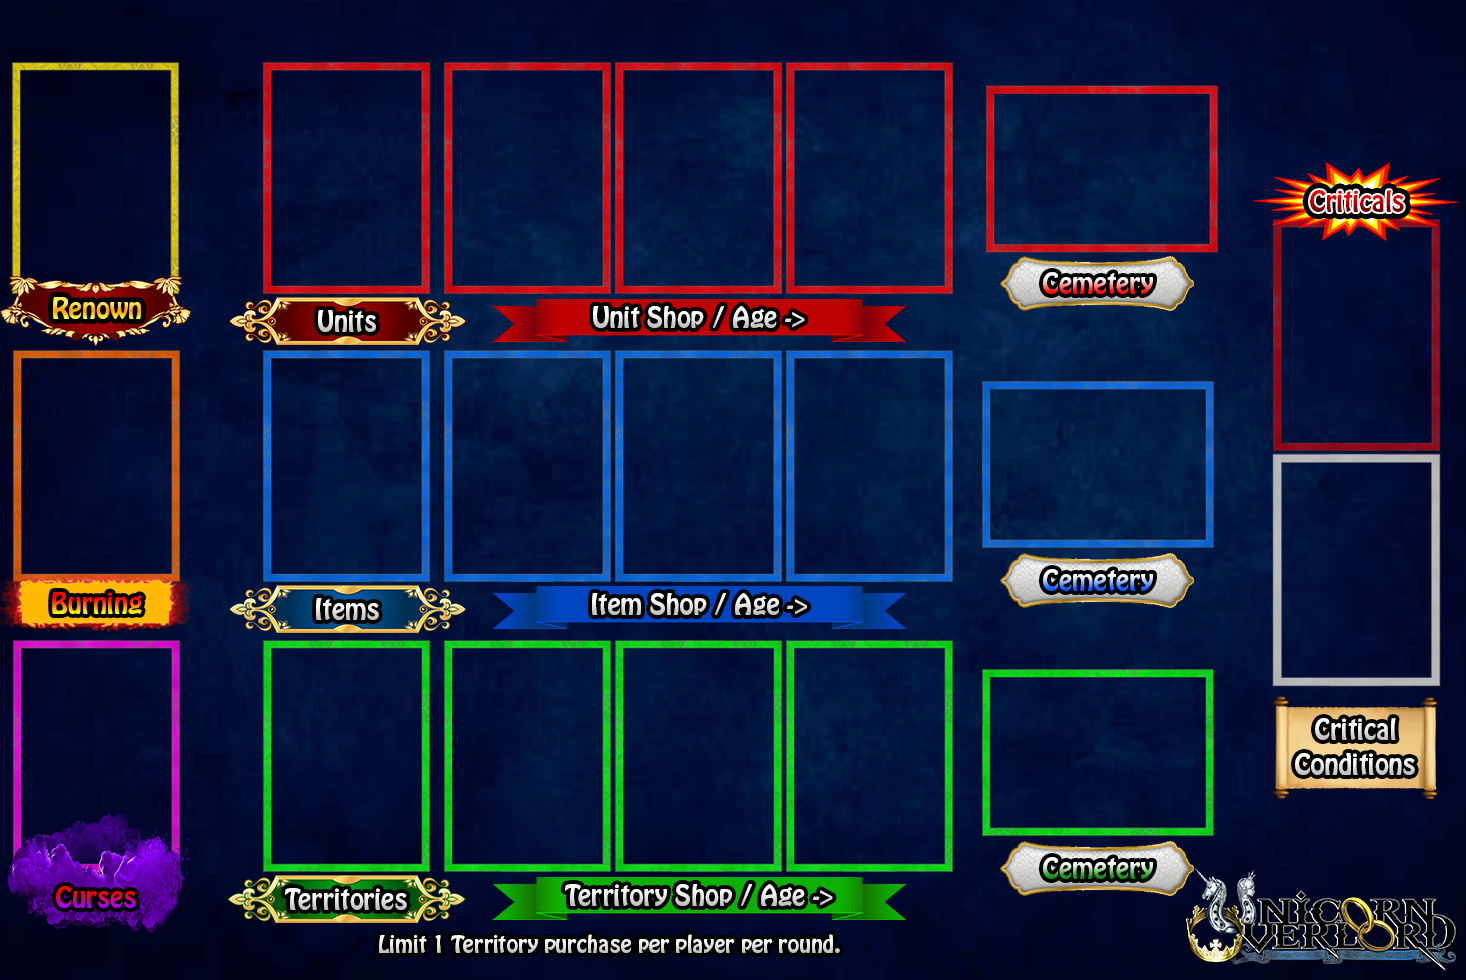 Criticals
Renown
Units
Unit Shop / Age ->
Cemetery
Burning
Items
Item Shop / Age ->
Cemetery
Critical
Conditions
Curses
Territories
Territory Shop / Age ->
Cemetery
Limit 1 Territory purchase per player per round.
UNICORN
OVERLORD